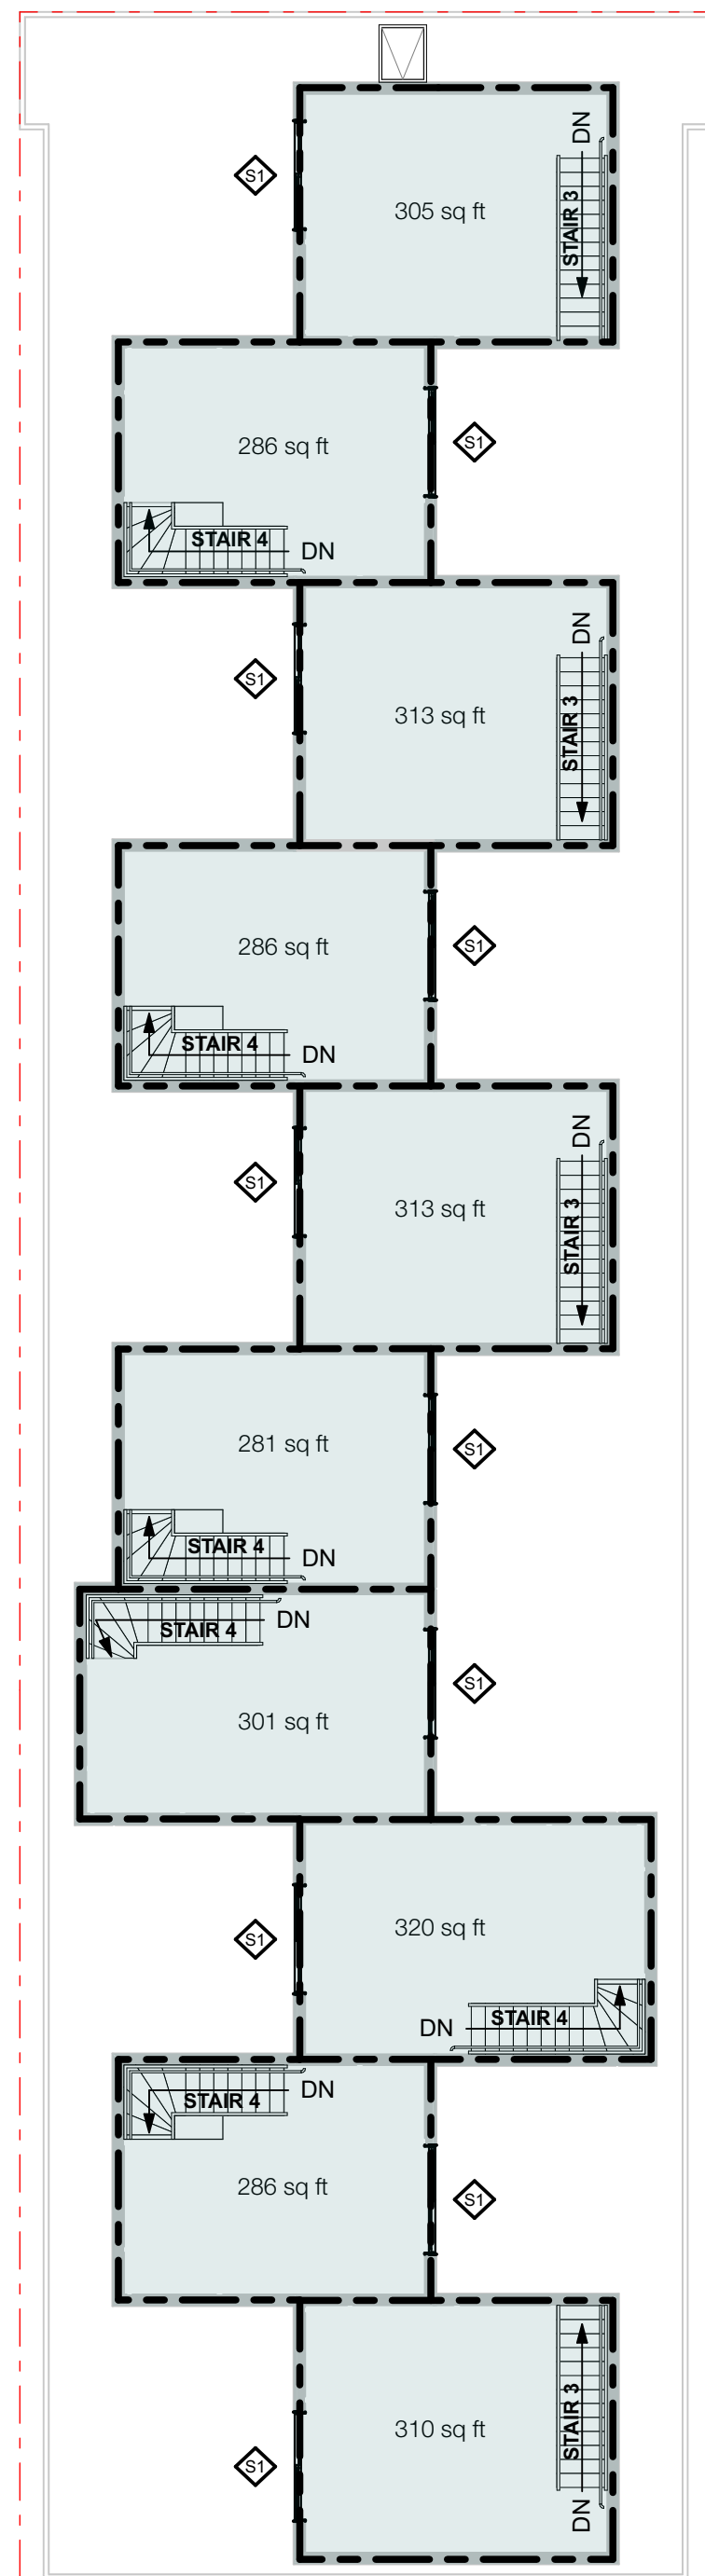 DN
S1
305 sq ft
STAIR 3
286 sq ft
S1
STAIR 4
DN
DN
S1
313 sq ft
STAIR 3
286 sq ft
S1
STAIR 4
DN
DN
S1
313 sq ft
STAIR 3
281 sq ft
S1
STAIR 4
DN
DN
STAIR 4
S1
301 sq ft
320 sq ft
S1
STAIR 4
DN
DN
STAIR 4
286 sq ft
S1
STAIR 3
310 sq ft
S1
DN